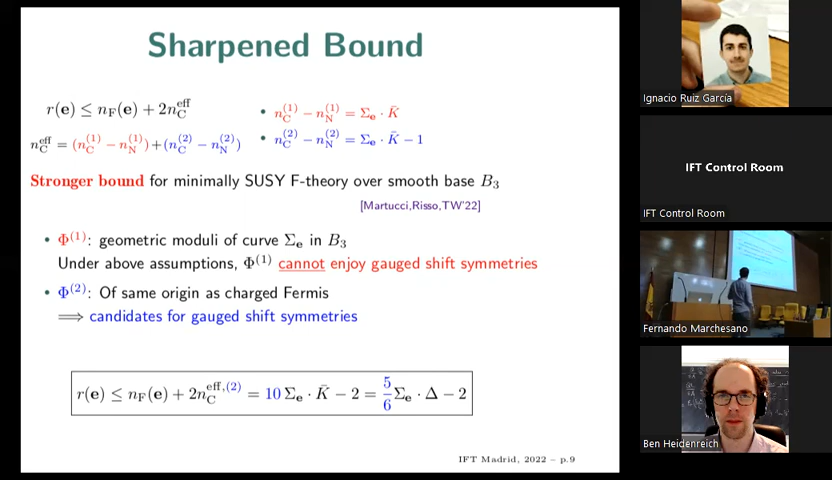 Sharpened Bound
r(e) ≤ n_F(e) + 2n_C^eff
• n_C^(1) − n_N^(1) = Σ_e · K̄
n_C^eff = (n_C^(1) − n_N^(1))+(n_C^(2) − n_N^(2))
• n_C^(2) − n_N^(2) = Σ_e · K̄ − 1
Stronger bound for minimally SUSY F-theory over smooth base B_3
[Martucci,Risso,TW'22]
• Φ^(1): geometric moduli of curve Σ_e in B_3
Under above assumptions, Φ^(1) cannot enjoy gauged shift symmetries
• Φ^(2): Of same origin as charged Fermis
⟹ candidates for gauged shift symmetries
r(e) ≤ n_F(e) + 2n_C^eff,(2) = 10 Σ_e · K̄ − 2 = 5/6 Σ_e · Δ − 2
IFT Madrid, 2022 – p.9
Ignacio Ruiz García
IFT Control Room
IFT Control Room
Fernando Marchesano
Ben Heidenreich